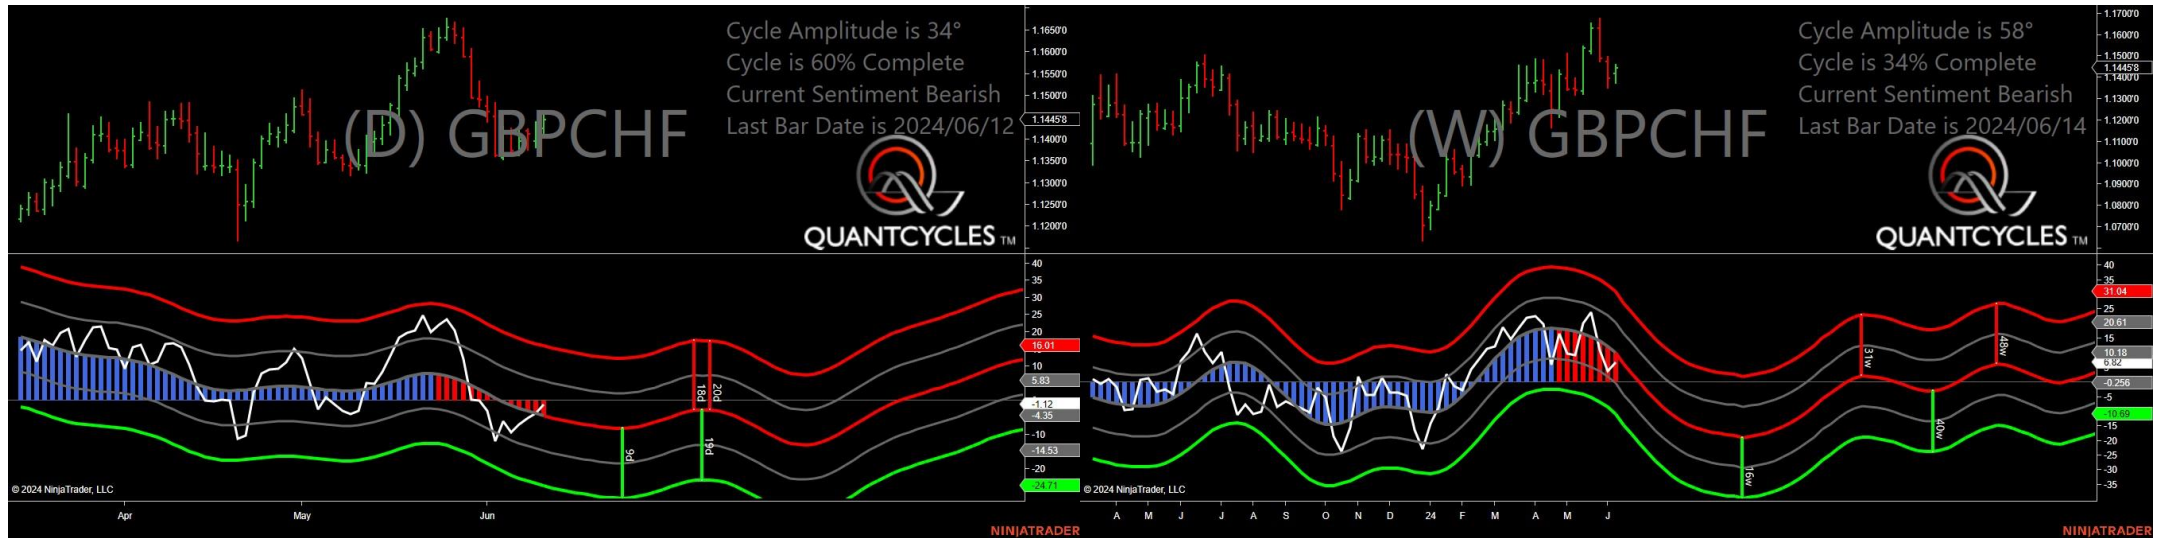 Cycle Amplitude is 34°
Cycle is 60% Complete
Current Sentiment Bearish
Last Bar Date is 2024/06/12
(D) GBPCHF
QUANTCYCLES TM
1.1650'0
1.1600'0
1.1550'0
1.1500'0
1.1445'8
1.1400'0
1.1350'0
1.1300'0
1.1250'0
1.1200'0
40
35
30
25
20
16.01
10
5.83
-1.12
-4.35
-10
-14.53
-20
-24.71
9d
18d
20d
19d
© 2024 NinjaTrader, LLC
Apr
May
Jun
NINJATRADER
Cycle Amplitude is 58°
Cycle is 34% Complete
Current Sentiment Bearish
Last Bar Date is 2024/06/14
(W) GBPCHF
QUANTCYCLES TM
1.1700'0
1.1600'0
1.1500'0
1.1445'8
1.1400'0
1.1300'0
1.1200'0
1.1100'0
1.1000'0
1.0900'0
1.0800'0
1.0700'0
40
35
31.04
25
20.61
15
10.18
6.82
-0.256
-5
-10.69
-15
-20
-25
-30
-35
16w
31w
40w
48w
© 2024 NinjaTrader, LLC
A M J J A S O N D 24 F M A M J
NINJATRADER